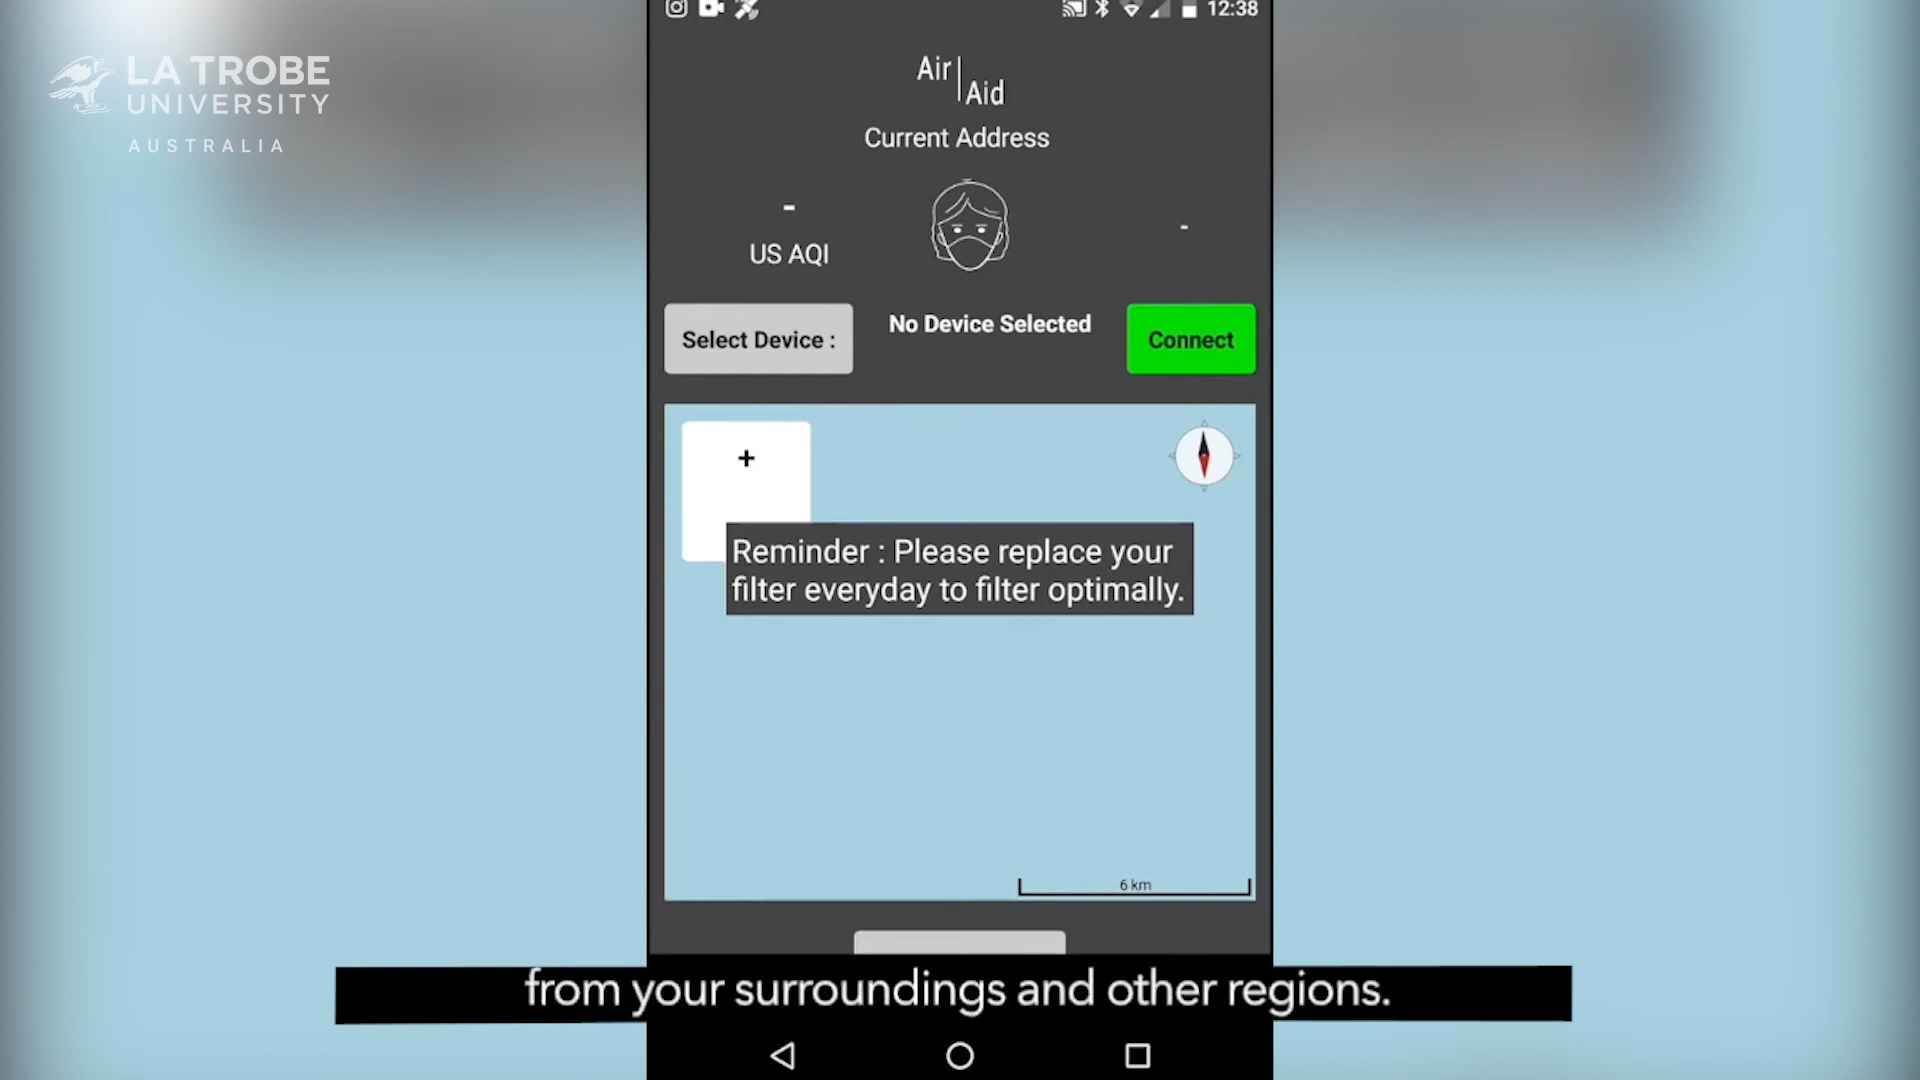 12:38
LA TROBE
UNIVERSITY
AUSTRALIA
Air
Aid
Current Address
-
US AQI
-
Select Device :
No Device Selected
Connect
+
Reminder : Please replace your
filter everyday to filter optimally.
6 km
from your surroundings and other regions.